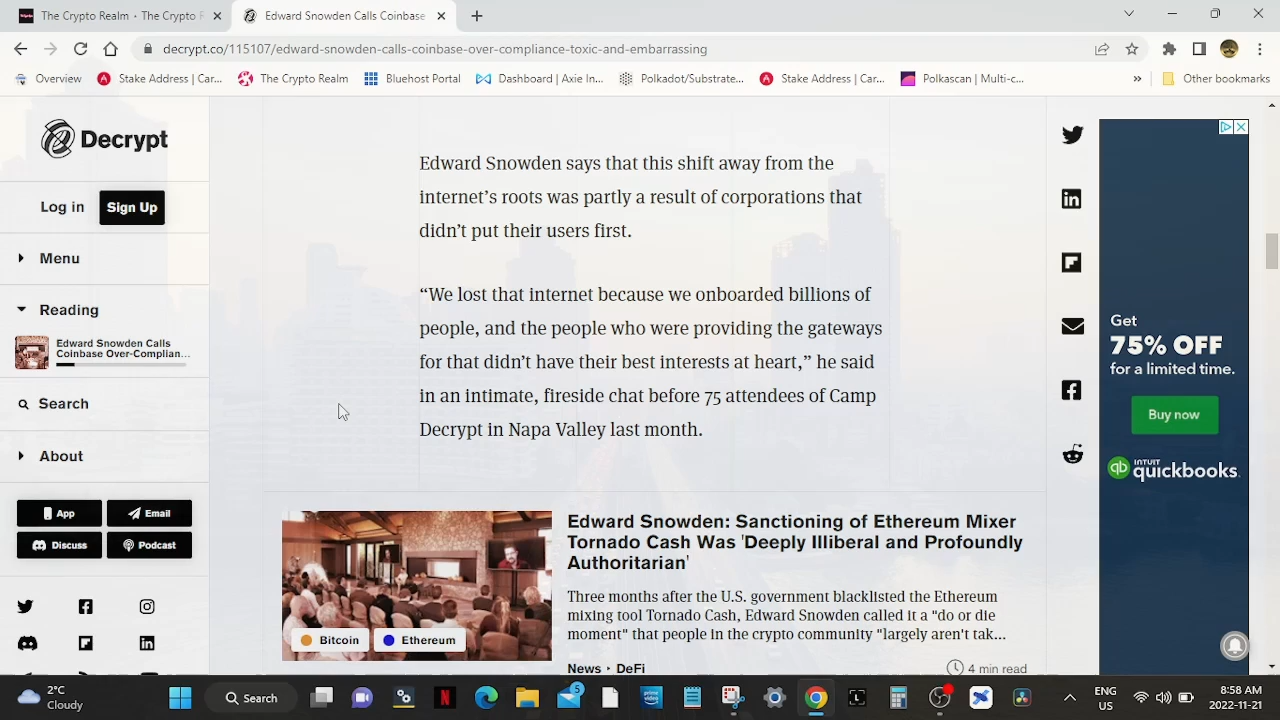 The Crypto Realm • The Crypto R
Edward Snowden Calls Coinbase
decrypt.co/115107/edward-snowden-calls-coinbase-over-compliance-toxic-and-embarrassing
Overview
Stake Address | Car...
The Crypto Realm
Bluehost Portal
Dashboard | Axie In...
Polkadot/Substrate...
Stake Address | Car...
Polkascan | Multi-c...
»
Other bookmarks
Decrypt
Log in
Sign Up
Menu
Reading
Edward Snowden Calls
Coinbase Over-Complian...
Search
About
App
Email
Discuss
Podcast
Edward Snowden says that this shift away from the
internet’s roots was partly a result of corporations that
didn’t put their users first.
“We lost that internet because we onboarded billions of
people, and the people who were providing the gateways
for that didn’t have their best interests at heart,” he said
in an intimate, fireside chat before 75 attendees of Camp
Decrypt in Napa Valley last month.
Bitcoin
Ethereum
Edward Snowden: Sanctioning of Ethereum Mixer
Tornado Cash Was 'Deeply Illiberal and Profoundly
Authoritarian'
Three months after the U.S. government blacklisted the Ethereum
mixing tool Tornado Cash, Edward Snowden called it a "do or die
moment" that people in the crypto community "largely aren't tak...
News ‣ DeFi
4 min read
Get
75% OFF
for a limited time.
Buy now
qb INTUIT
quickbooks.
2°C
Cloudy
Search
5
ENG
US
8:58 AM
2022-11-21